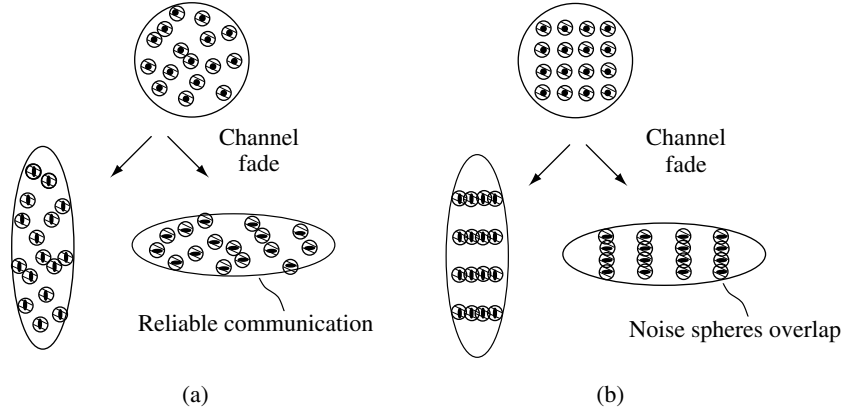 Channel
fade
Channel
fade
Reliable communication
Noise spheres overlap
(a)
(b)